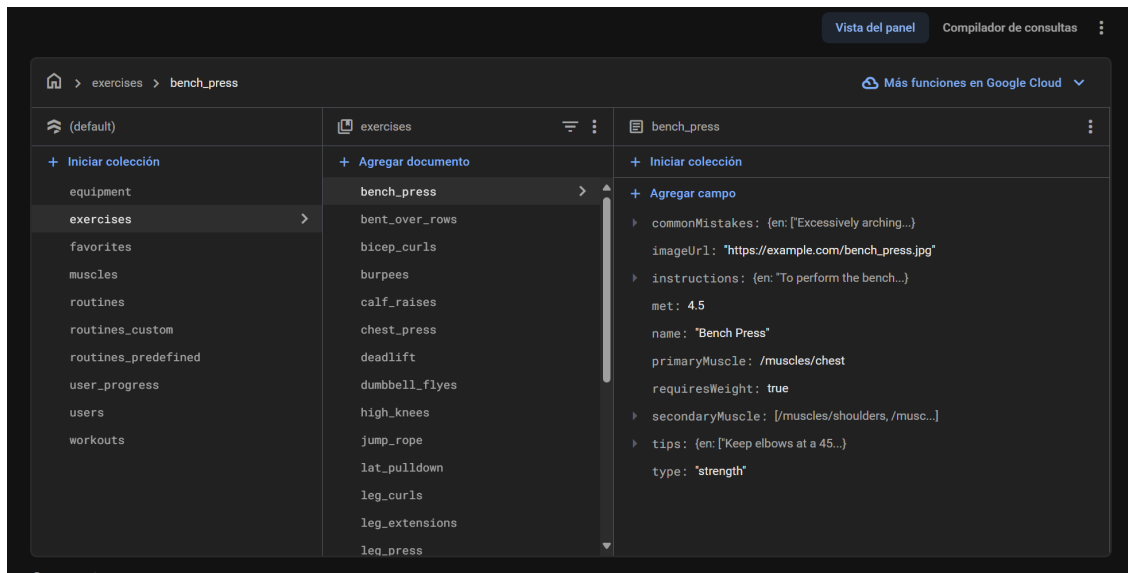 Vista del panel
Compilador de consultas
exercises > bench_press
Más funciones en Google Cloud
(default)
+ Iniciar colección
equipment
exercises
favorites
muscles
routines
routines_custom
routines_predefined
user_progress
users
workouts
exercises
+ Agregar documento
bench_press
bent_over_rows
bicep_curls
burpees
calf_raises
chest_press
deadlift
dumbbell_flyes
high_knees
jump_rope
lat_pulldown
leg_curls
leg_extensions
leg_press
bench_press
+ Iniciar colección
+ Agregar campo
commonMistakes: {en: ["Excessively arching...}
imageUrl: "https://example.com/bench_press.jpg"
instructions: {en: "To perform the bench...}
met: 4.5
name: "Bench Press"
primaryMuscle: /muscles/chest
requiresWeight: true
secondaryMuscle: [/muscles/shoulders, /musc...]
tips: {en: ["Keep elbows at a 45...}
type: "strength"